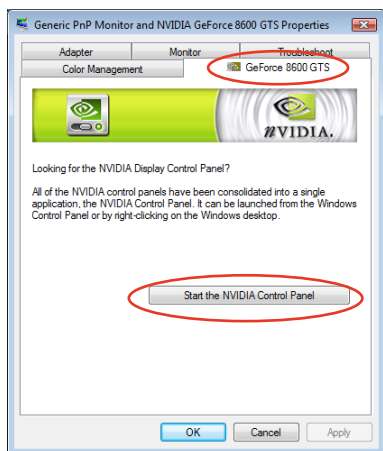 Generic PnP Monitor and NVIDIA GeForce 8600 GTS Properties
Adapter Monitor Troubleshoot
Color Management GeForce 8600 GTS
NVIDIA.
Looking for the NVIDIA Display Control Panel?
All of the NVIDIA control panels have been consolidated into a single
application, the NVIDIA Control Panel. It can be launched from the Windows
Control Panel or by right-clicking on the Windows desktop.
Start the NVIDIA Control Panel
OK Cancel Apply